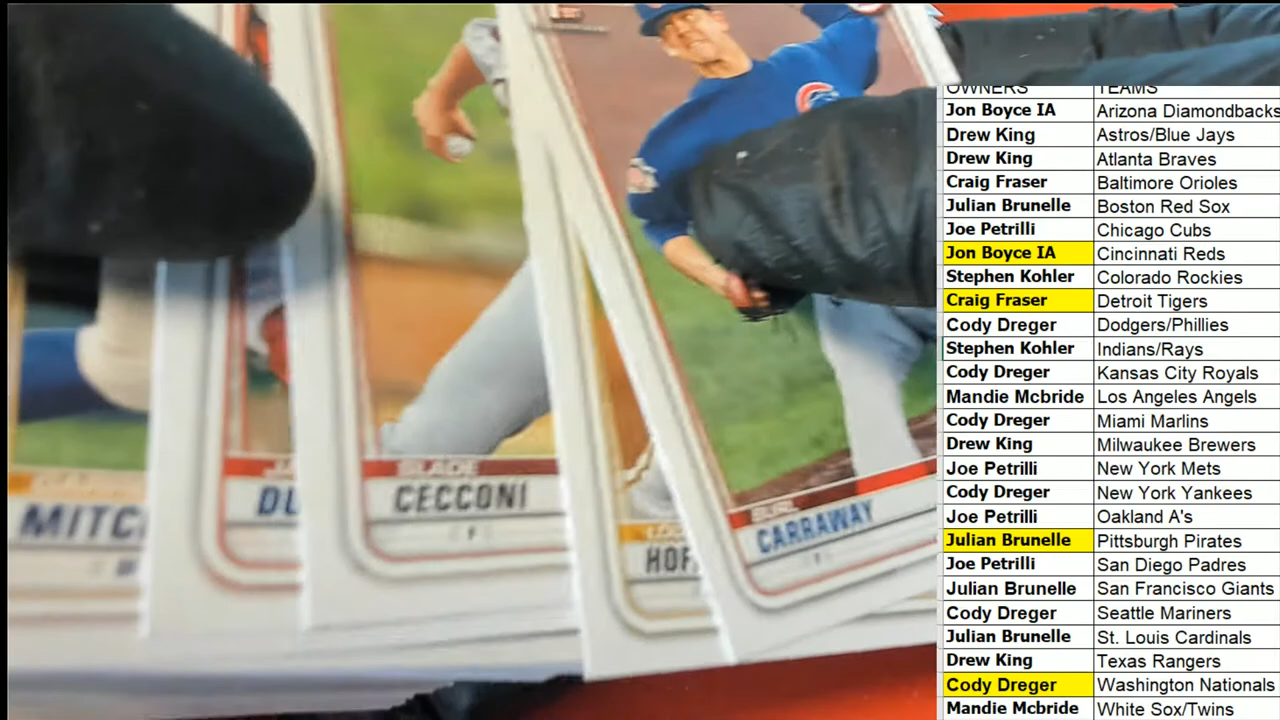 OWNERS TEAMS
Jon Boyce IA Arizona Diamondbacks
Drew King Astros/Blue Jays
Drew King Atlanta Braves
Craig Fraser Baltimore Orioles
Julian Brunelle Boston Red Sox
Joe Petrilli Chicago Cubs
Jon Boyce IA Cincinnati Reds
Stephen Kohler Colorado Rockies
Craig Fraser Detroit Tigers
Cody Dreger Dodgers/Phillies
Stephen Kohler Indians/Rays
Cody Dreger Kansas City Royals
Mandie Mcbride Los Angeles Angels
Cody Dreger Miami Marlins
Drew King Milwaukee Brewers
Joe Petrilli New York Mets
Cody Dreger New York Yankees
Joe Petrilli Oakland A's
Julian Brunelle Pittsburgh Pirates
Joe Petrilli San Diego Padres
Julian Brunelle San Francisco Giants
Cody Dreger Seattle Mariners
Julian Brunelle St. Louis Cardinals
Drew King Texas Rangers
Cody Dreger Washington Nationals
Mandie Mcbride White Sox/Twins
MITC
DU
SLADE
CECCONI
HOF
BURL
CARRAWAY
C